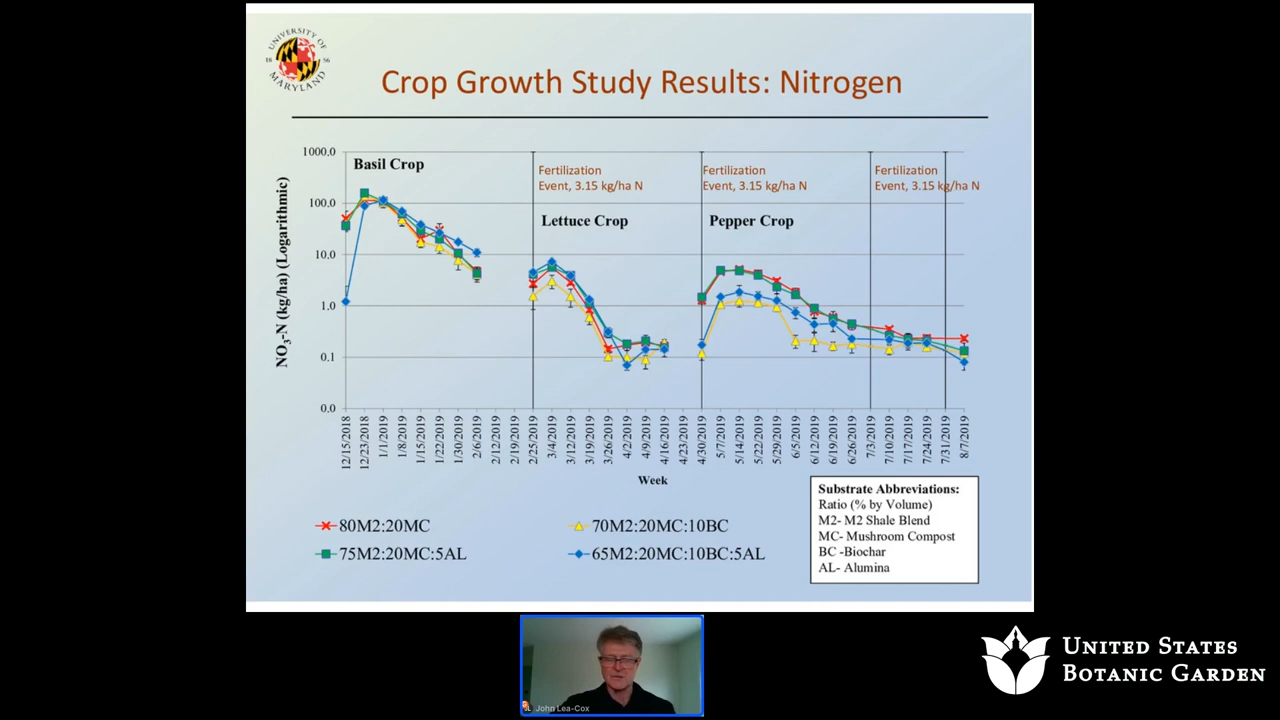 UNIVERSITY OF
18 56
MARYLAND
Crop Growth Study Results: Nitrogen
NO3-N (kg/ha) (Logarithmic)
1000.0
100.0
10.0
1.0
0.1
0.0
Basil Crop
Fertilization
Event, 3.15 kg/ha N
Lettuce Crop
Fertilization
Event, 3.15 kg/ha N
Pepper Crop
Fertilization
Event, 3.15 kg/ha N
12/15/2018
12/23/2018
1/1/2019
1/8/2019
1/15/2019
1/22/2019
1/30/2019
2/6/2019
2/12/2019
2/19/2019
2/25/2019
3/4/2019
3/12/2019
3/19/2019
3/26/2019
4/2/2019
4/9/2019
4/16/2019
4/23/2019
4/30/2019
5/7/2019
5/14/2019
5/22/2019
5/29/2019
6/5/2019
6/12/2019
6/19/2019
6/26/2019
7/3/2019
7/10/2019
7/17/2019
7/24/2019
7/31/2019
8/7/2019
Week
80M2:20MC
70M2:20MC:10BC
75M2:20MC:5AL
65M2:20MC:10BC:5AL
Substrate Abbreviations:
Ratio (% by Volume)
M2- M2 Shale Blend
MC- Mushroom Compost
BC -Biochar
AL- Alumina
John Lea-Cox
UNITED STATES
BOTANIC GARDEN